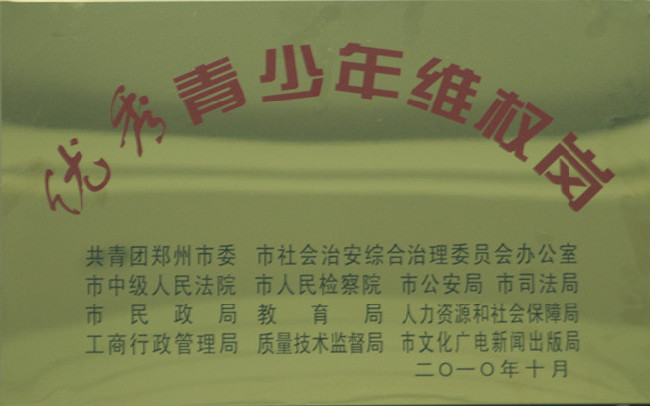 优秀青少年维权岗
共青团郑州市委 市社会治安综合治理委员会办公室
市中级人民法院 市人民检察院 市公安局 市司法局
市民政局 教育局 人力资源和社会保障局
工商行政管理局 质量技术监督局 市文化广电新闻出版局
二〇一〇年十月